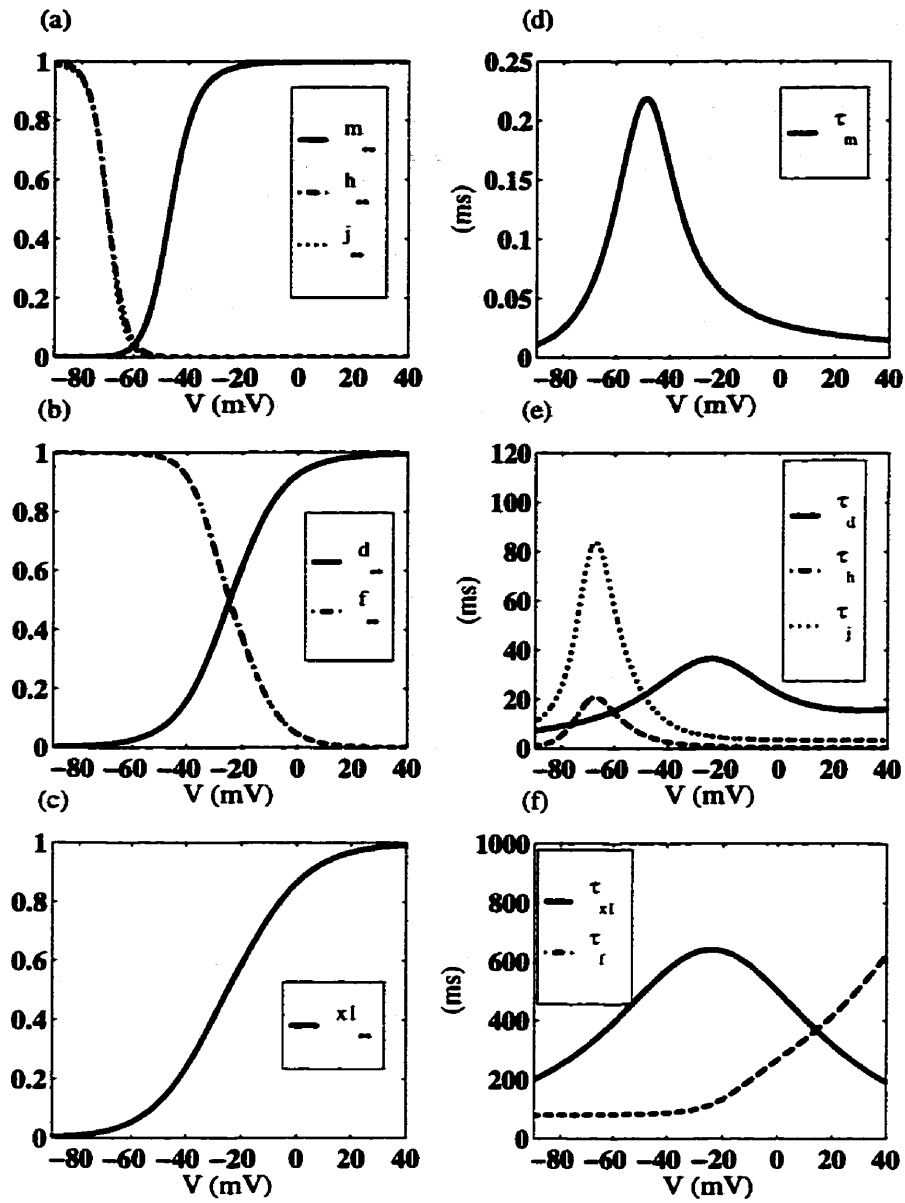 (a)
1
0.8
0.6
0.4
0.2
0
m ∞
h ∞
j ∞
−80 −60 −40 −20 0 20 40
V (mV)
(d)
0.25
0.2
0.15
0.1
0.05
0
(ms)
τ m
−80 −60 −40 −20 0 20 40
V (mV)
(b)
1
0.8
0.6
0.4
0.2
0
d ∞
f ∞
−80 −60 −40 −20 0 20 40
V (mV)
(e)
120
100
80
60
40
20
0
(ms)
τ d
τ h
τ j
−80 −60 −40 −20 0 20 40
V (mV)
(c)
1
0.8
0.6
0.4
0.2
0
x1 ∞
−80 −60 −40 −20 0 20 40
V (mV)
(f)
1000
800
600
400
200
0
(ms)
τ x1
τ f
−80 −60 −40 −20 0 20 40
V (mV)